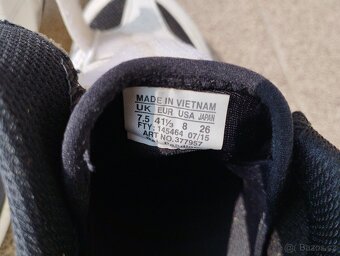 MADE IN VIETNAM
UK EUR USA JAPAN
7.5 41⅓ 8 26
FTY: 145464 07/15
ART NO.377957